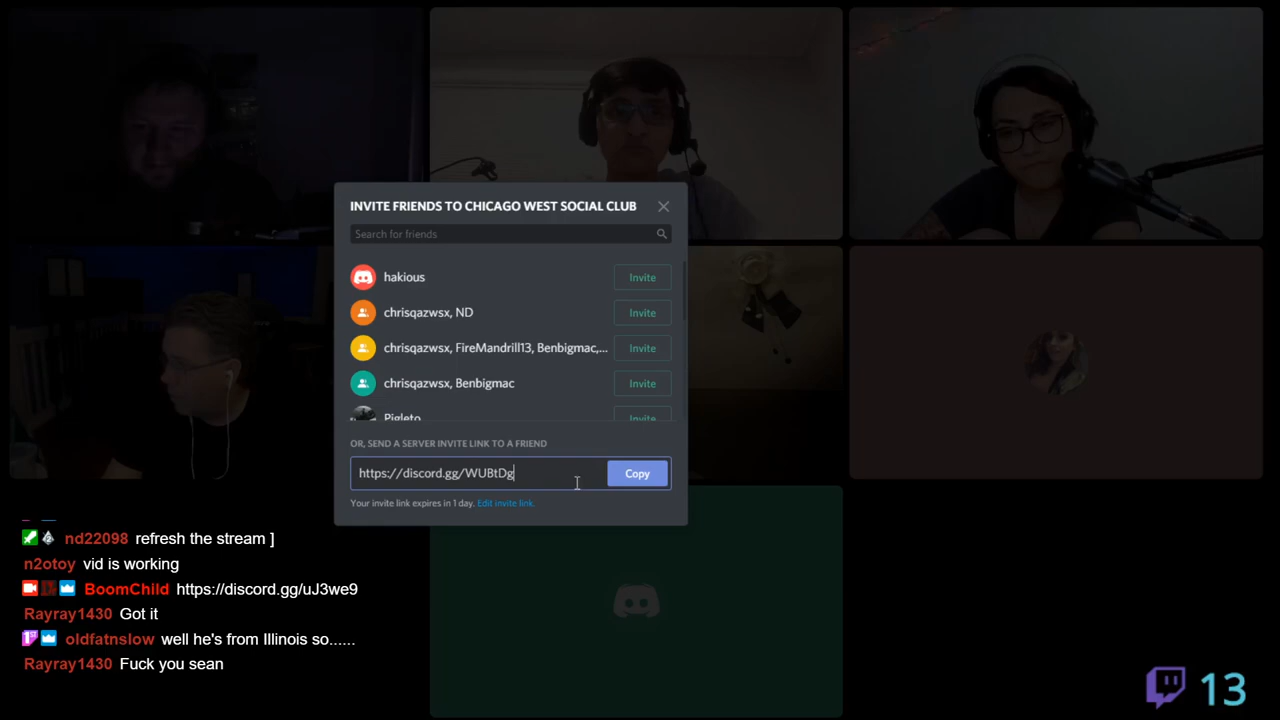 INVITE FRIENDS TO CHICAGO WEST SOCIAL CLUB
Search for friends
hakious Invite
chrisqazwsx, ND Invite
chrisqazwsx, FireMandrill13, Benbigmac,... Invite
chrisqazwsx, Benbigmac Invite
Pigleto Invite
OR, SEND A SERVER INVITE LINK TO A FRIEND
https://discord.gg/WUBtDg Copy
Your invite link expires in 1 day. Edit invite link.
nd22098 refresh the stream ]
n2otoy vid is working
BoomChild https://discord.gg/uJ3we9
Rayray1430 Got it
oldfatnslow well he's from Illinois so......
Rayray1430 Fuck you sean
13